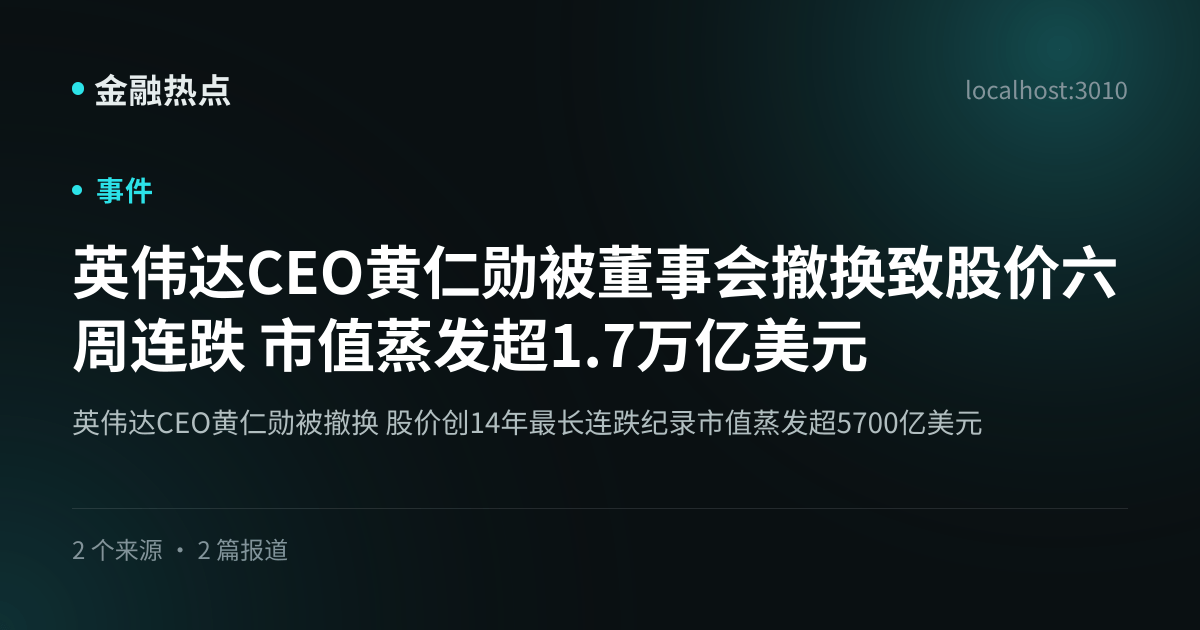 金融热点
localhost:3010
事件
英伟达CEO黄仁勋被董事会撤换致股价六
周连跌 市值蒸发超1.7万亿美元
英伟达CEO黄仁勋被撤换 股价创14年最长连跌纪录市值蒸发超5700亿美元
2 个来源 · 2 篇报道